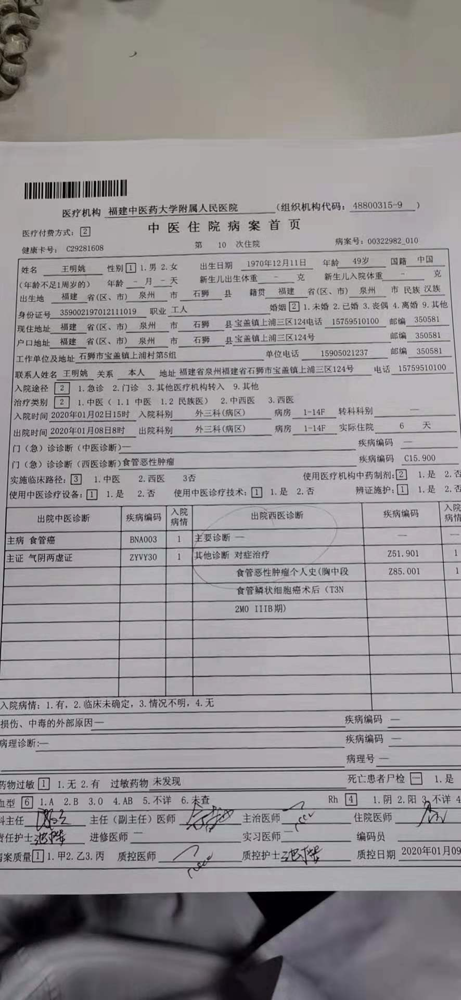 医疗机构 福建中医药大学附属人民医院 (组织机构代码: 48800315-9 )
医疗付费方式: 2 中医住院病案首页
健康卡号: C29281608 第 10 次住院 病案号: 00322982_010
姓名 王明姚 性别 1 1.男 2.女 出生日期 1970年12月11日 年龄 49岁 国籍 中国
(年龄不足1周岁的) 年龄 - 月 - 天 新生儿出生体重 - 克 新生儿入院体重 - 克
出生地 福建 省(区、市) 泉州 市 石狮 县 籍贯 福建 省(区、市) 泉州 市 民族 汉族
身份证号 359002197012111019 职业 工人 婚姻 2 1.未婚 2.已婚 3.丧偶 4.离婚 9.其他
现住地址 福建 省(区、市) 泉州 市 石狮 县 宝盖镇上浦三区124 电话 15759510100 邮编 350581
户口地址 福建 省(区、市) 泉州 市 石狮 县 宝盖镇上浦三区124号 邮编 350581
工作单位及地址 石狮市宝盖镇上浦村第5组 单位电话 15905021237 邮编 350581
联系人姓名 王明姚 关系 本人 地址 福建省泉州福建省石狮市宝盖镇上浦三区124号 电话 15759510100
入院途径 2 1.急诊 2.门诊 3.其他医疗机构转入 9.其他
治疗类别 2 1.中医( 1.1 中医 1.2 民族医) 2.中西医 3.西医
入院时间 2020年01月02日15时 入院科别 外三科(病区) 病房 1-14F 转科科别 —
出院时间 2020年01月08日8时 出院科别 外三科(病区) 病房 1-14F 实际住院 6 天
门(急)诊诊断(中医诊断) — 疾病编码 —
门(急)诊诊断(西医诊断) 食管恶性肿瘤 疾病编码 C15.900
实施临床路径: 3 1.中医 2.西医 3否 使用医疗机构中药制剂: 2 1.是 2.否
使用中医诊疗设备: 1 1.是 2.否 使用中医诊疗技术: 1 1.是 2.否 辨证施护: 1 1.是 2.否
出院中医诊断 疾病编码 入院病情 出院西医诊断 疾病编码 入院病情
主病 食管癌 BNA003 1 主要诊断 — — —
主证 气阴两虚证 ZYVY30 1 其他诊断 对症治疗 Z51.901 1
食管恶性肿瘤个人史(胸中段 Z85.001 1
食管鳞状细胞癌术后 (T3N
2M0 IIIB期)
入院病情: 1.有, 2.临床未确定, 3.情况不明, 4.无
损伤、中毒的外部原因 — 疾病编码 —
病理诊断: — 疾病编码 —
病理号 —
药物过敏 1 1.无 2.有 过敏药物 未发现 死亡患者尸检 — 1.是
血型 6 1.A 2.B 3.O 4.AB 5.不详 6.未查 Rh 4 1.阴 2.阳 3.不详 4
科主任 主任(副主任)医师 主治医师 住院医师
责任护士 进修医师 — 实习医师 — 编码员
病案质量 1 1.甲2.乙3.丙 质控医师 质控护士 质控日期 2020年01月09